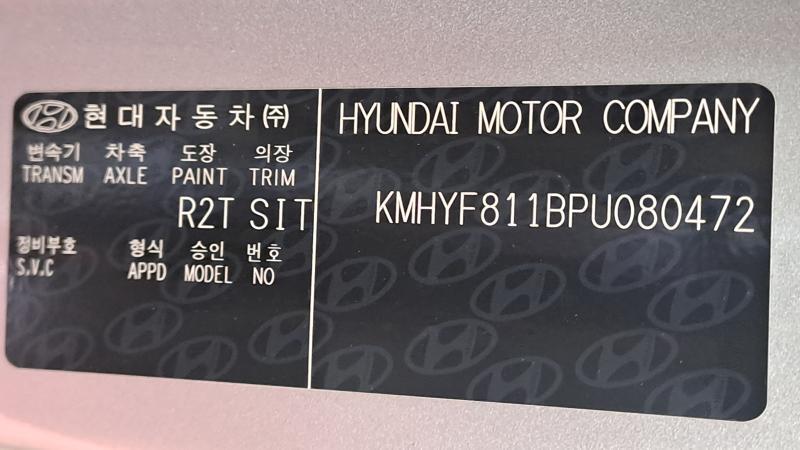 현대자동차㈜
변속기 차축 도장 의장
TRANSM AXLE PAINT TRIM
R2T SIT
정비부호 형식 승인 번호
S.V.C APPD MODEL NO
HYUNDAI MOTOR COMPANY
KMHYF811BPU080472